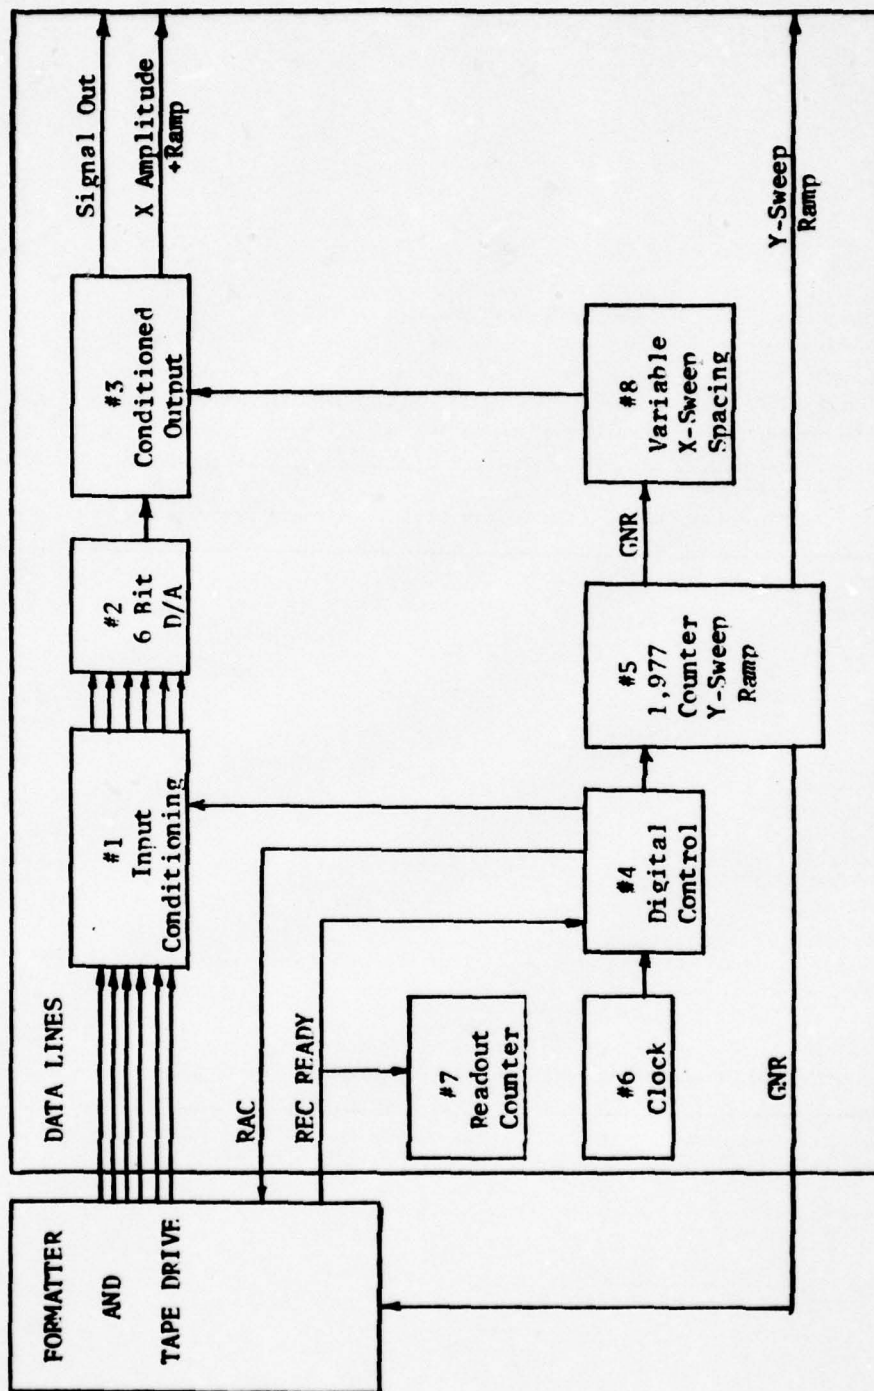 FORMATTER
AND
TAPE DRIVE
DATA LINES
RAC
REC READY
GNR
#1
Input
Conditioning
#2
6 Bit
D/A
#3
Conditioned
Output
Signal Out
X Amplitude
+Ramp
#7
Readout
Counter
#6
Clock
#4
Digital
Control
#5
1,977
Counter
Y-Sweep
Ramp
GNR
#8
Variable
X-Sweep
Spacing
Y-Sweep
Ramp